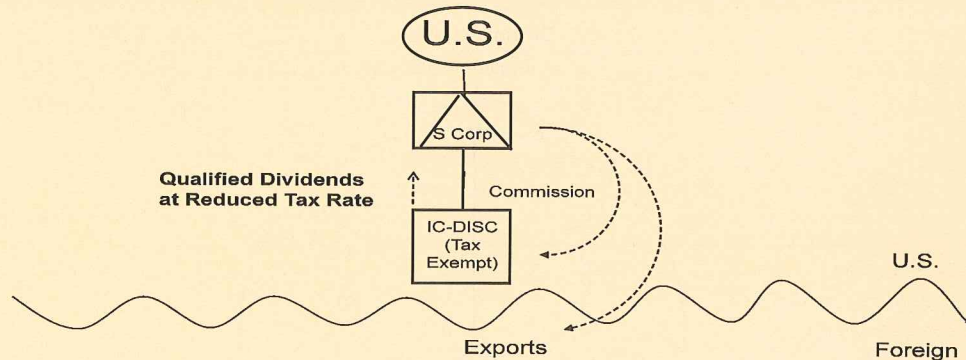 U.S.
S Corp
Qualified Dividends
at Reduced Tax Rate
Commission
IC-DISC
(Tax
Exempt)
U.S.
Exports
Foreign